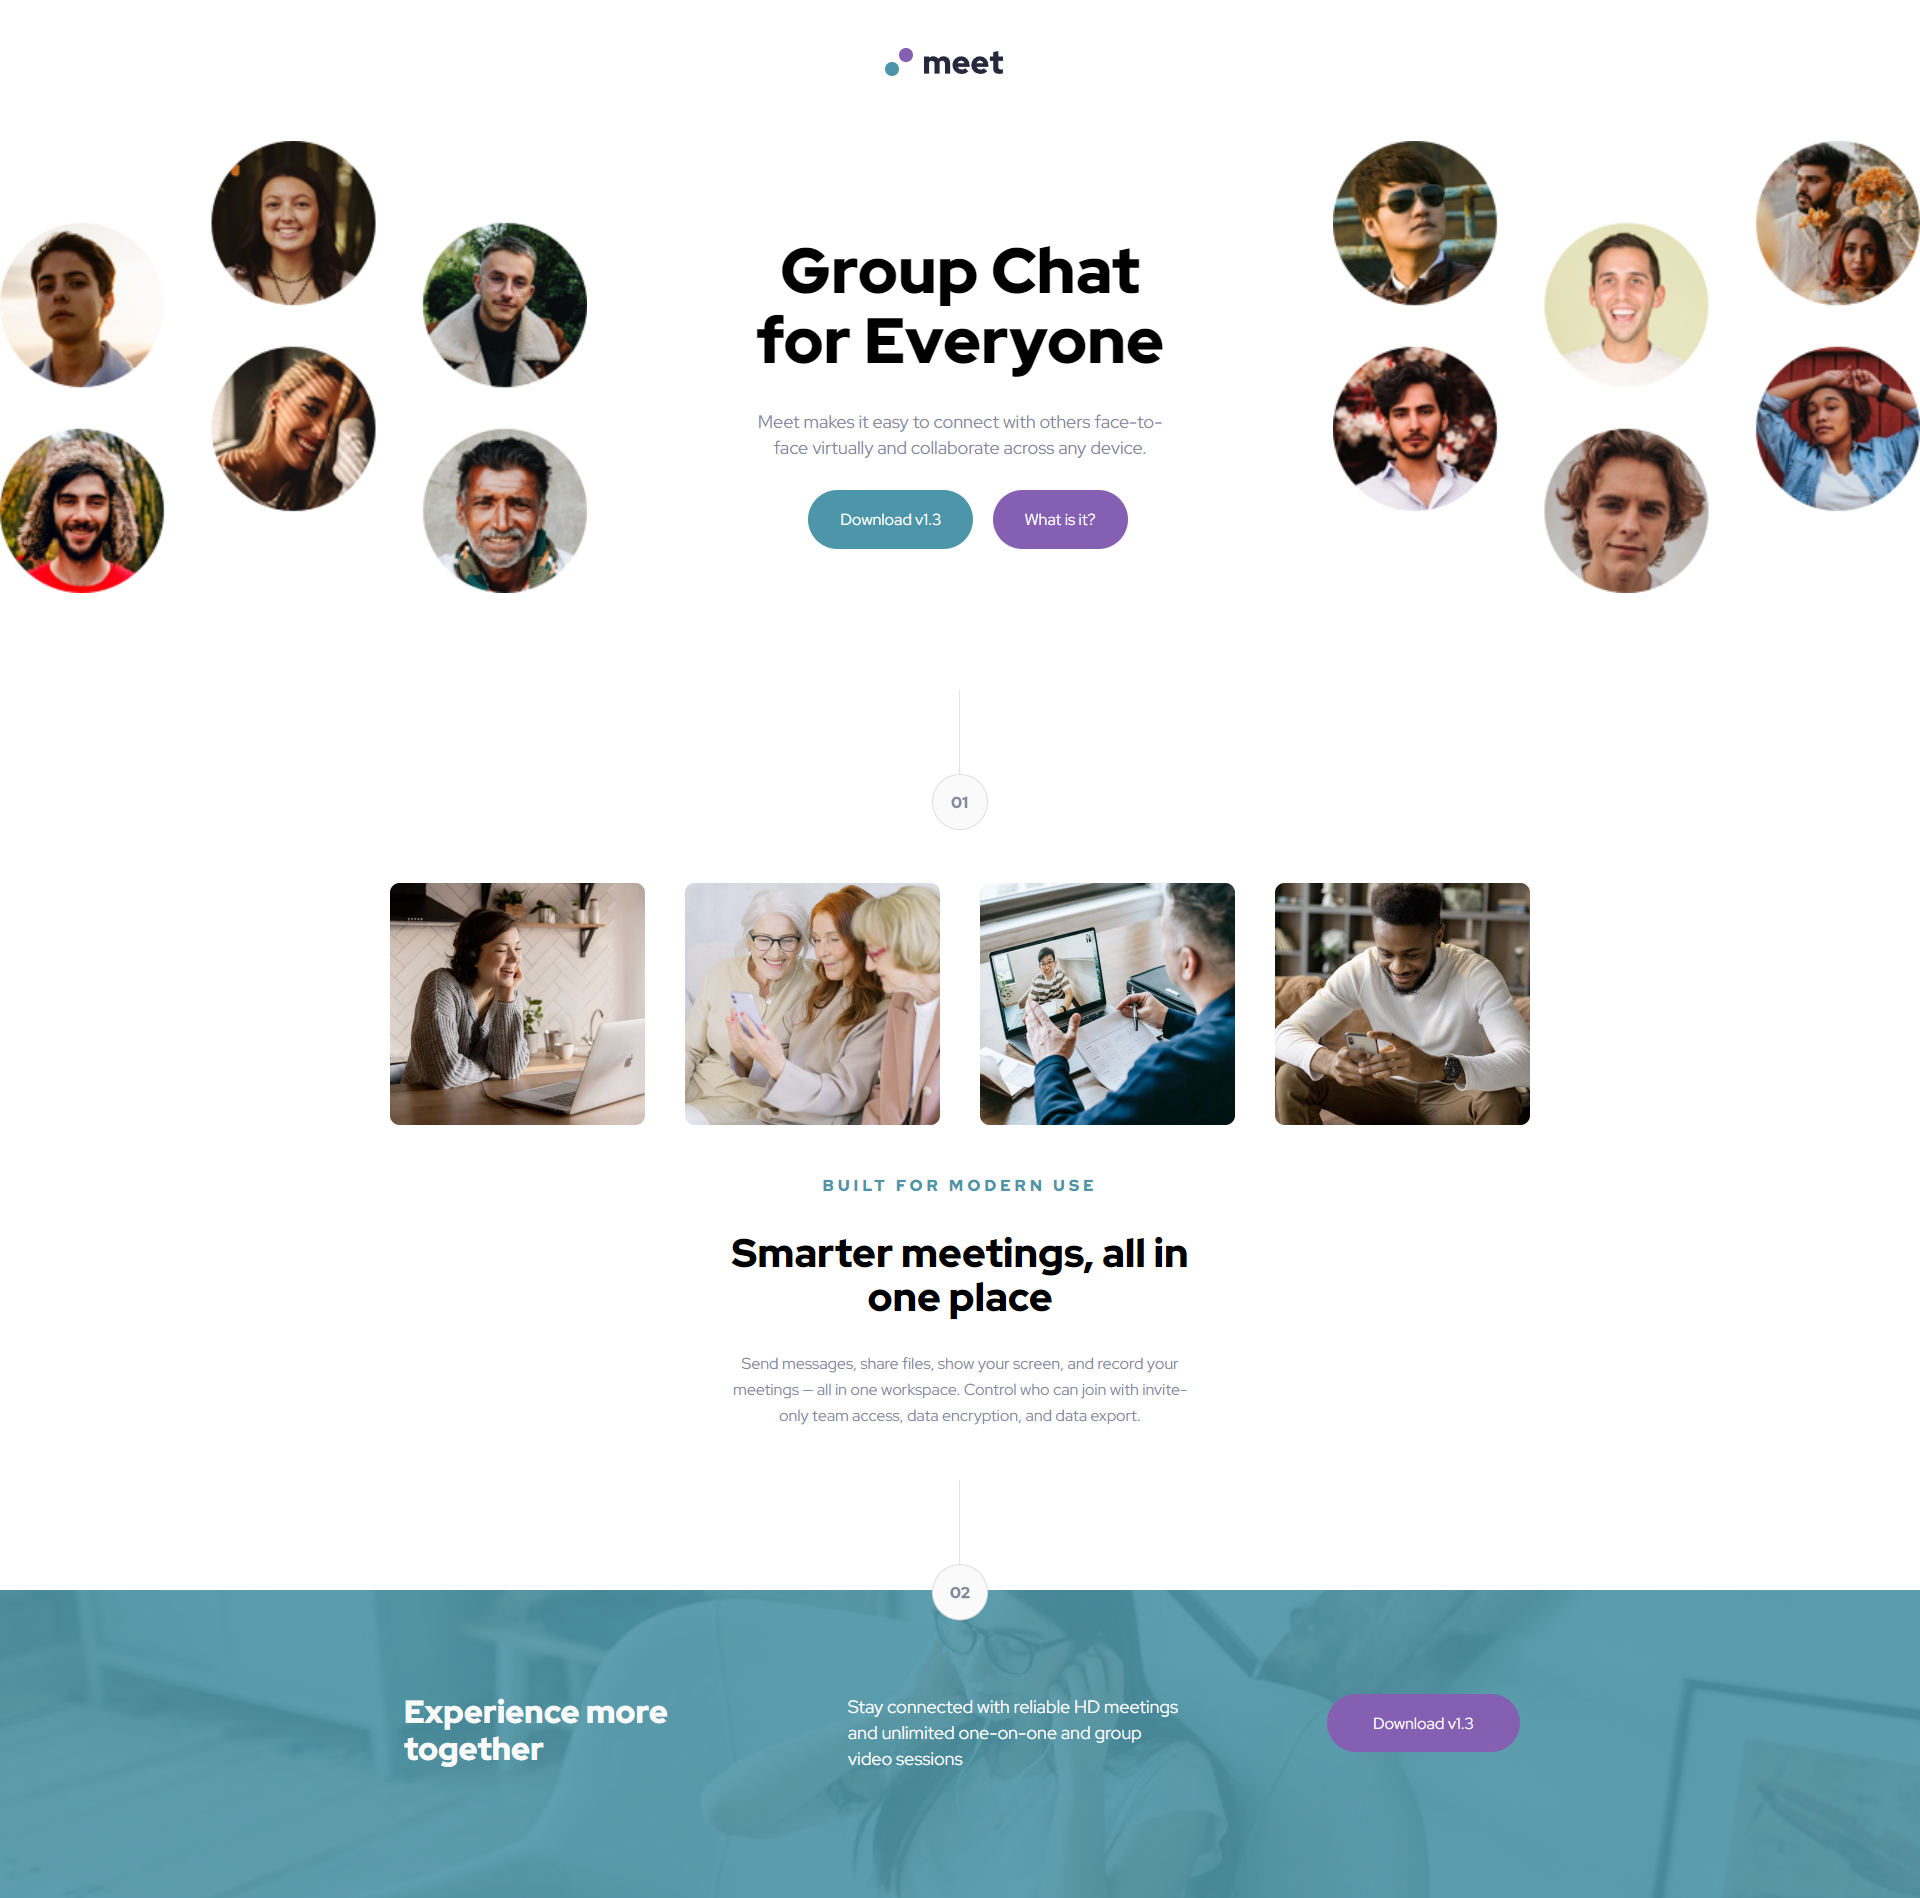 meet
Group Chat
for Everyone
Meet makes it easy to connect with others face-to-
face virtually and collaborate across any device.
Download v1.3
What is it?
01
BUILT FOR MODERN USE
Smarter meetings, all in
one place
Send messages, share files, show your screen, and record your
meetings — all in one workspace. Control who can join with invite-
only team access, data encryption, and data export.
02
Experience more
together
Stay connected with reliable HD meetings
and unlimited one-on-one and group
video sessions
Download v1.3